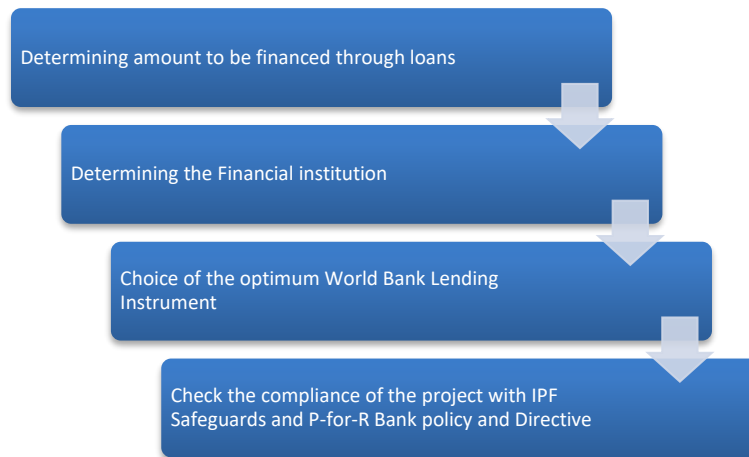 Determining amount to be financed through loans
Determining the Financial institution
Choice of the optimum World Bank Lending
Instrument
Check the compliance of the project with IPF
Safeguards and P-for-R Bank policy and Directive